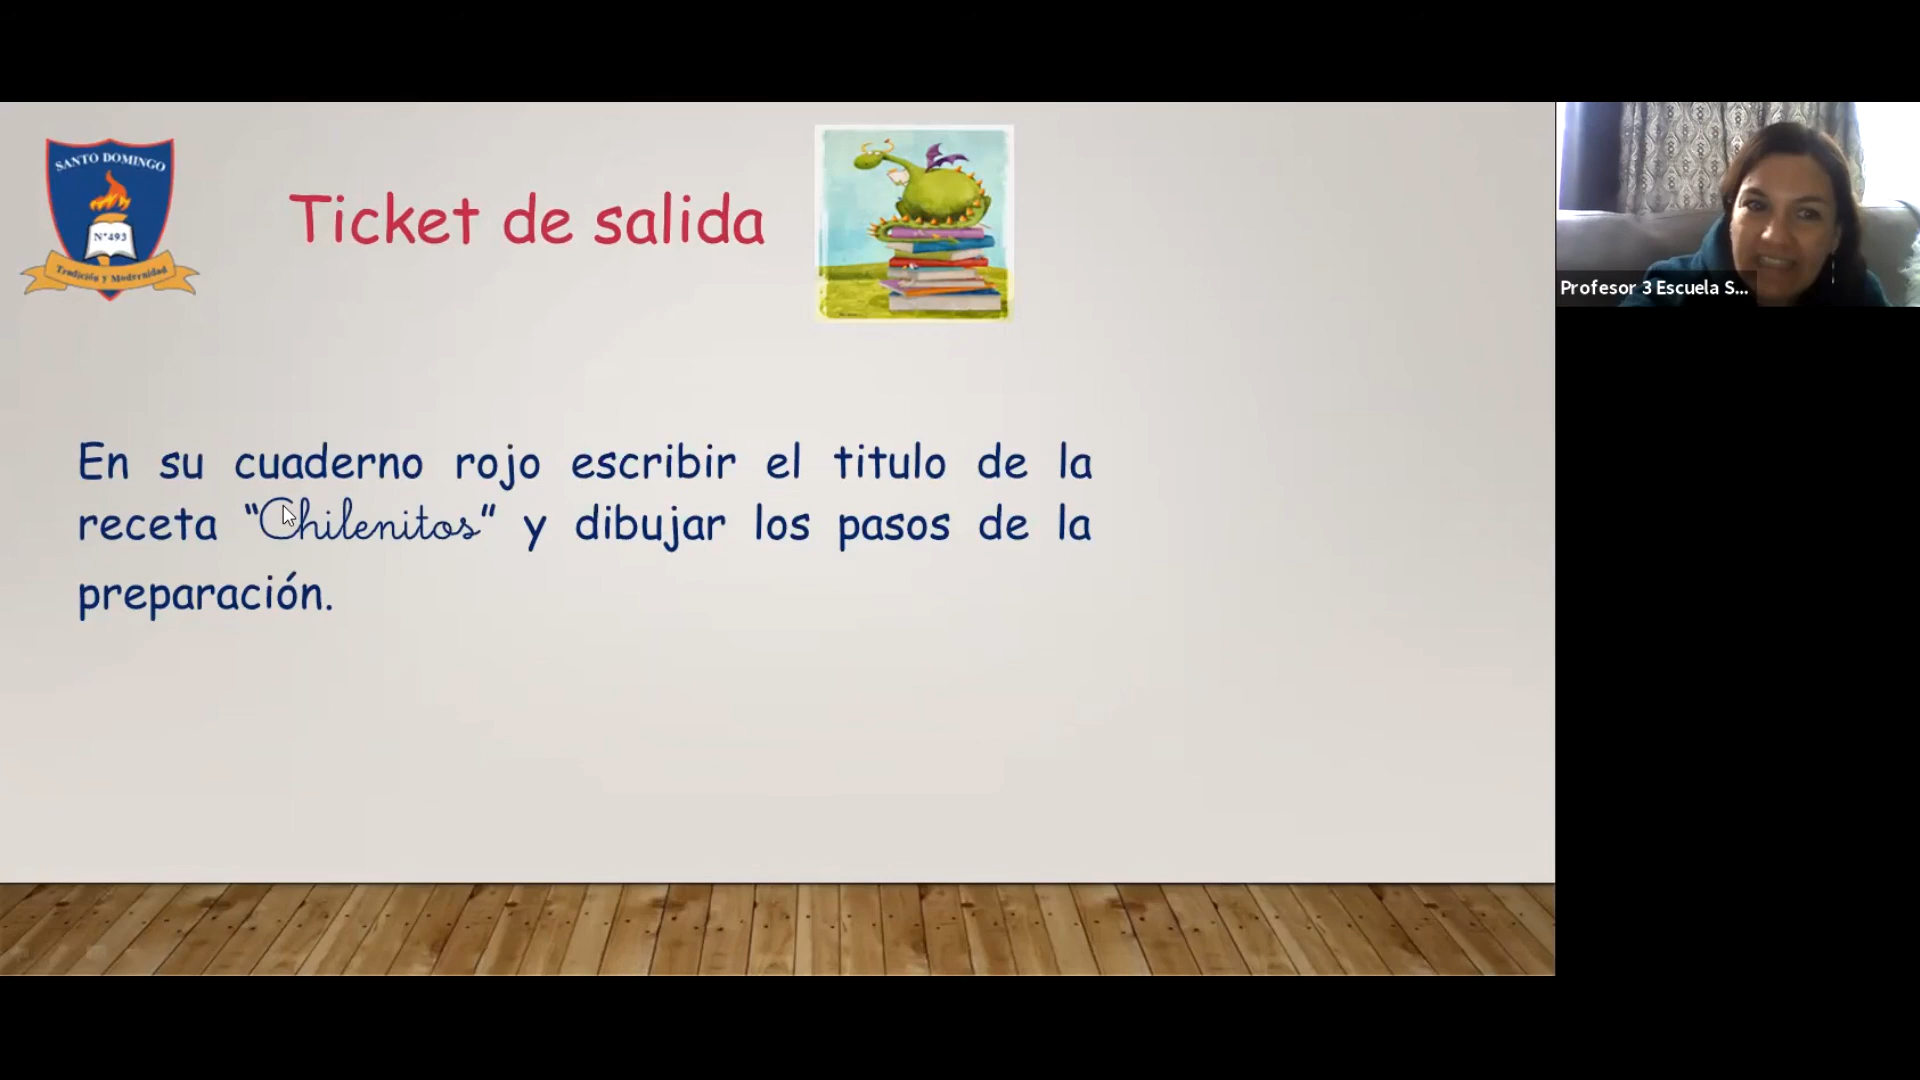 SANTO DOMINGO
N°493
Tradición y Modernidad
Ticket de salida
En su cuaderno rojo escribir el titulo de la
receta “Chilenitos” y dibujar los pasos de la
preparación.
Profesor 3 Escuela S...